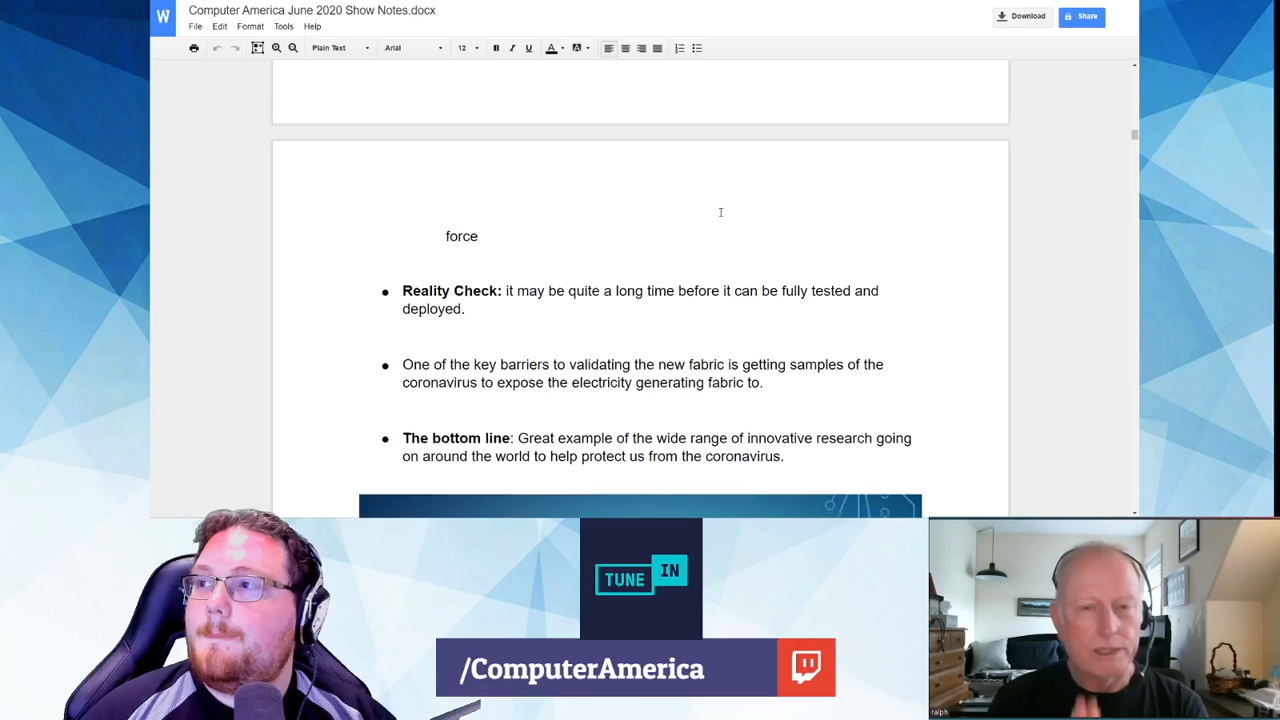 W
Computer America June 2020 Show Notes.docx
File Edit Format Tools Help
Download
Share
Plain Text
Arial
12
B I U A A
force
● Reality Check: it may be quite a long time before it can be fully tested and
deployed.
● One of the key barriers to validating the new fabric is getting samples of the
coronavirus to expose the electricity generating fabric to.
● The bottom line: Great example of the wide range of innovative research going
on around the world to help protect us from the coronavirus.
TUNE IN
/ComputerAmerica
ralph